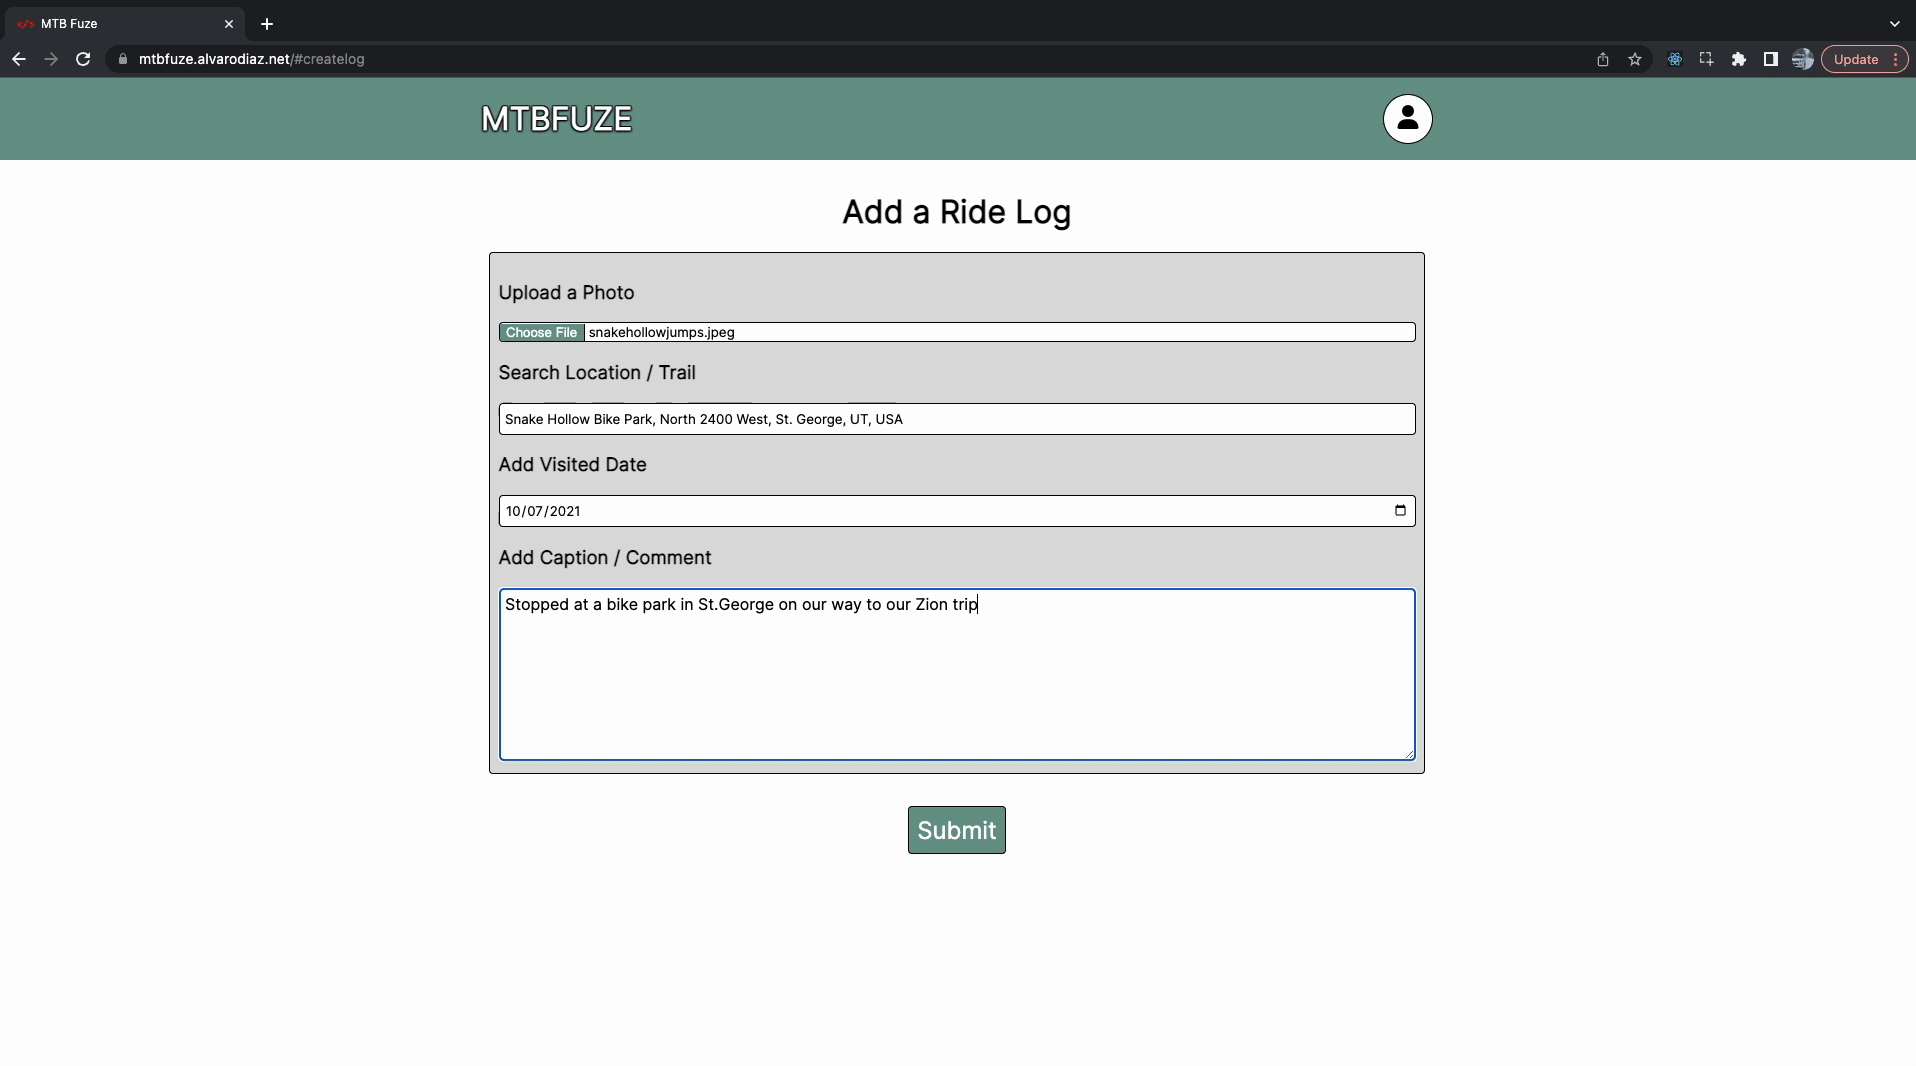 MTB Fuze
mtbfuze.alvarodiaz.net/#createlog
Update
MTBFUZE
Add a Ride Log
Upload a Photo
Choose File snakehollowjumps.jpeg
Search Location / Trail
Snake Hollow Bike Park, North 2400 West, St. George, UT, USA
Add Visited Date
10/07/2021
Add Caption / Comment
Stopped at a bike park in St.George on our way to our Zion trip
Submit